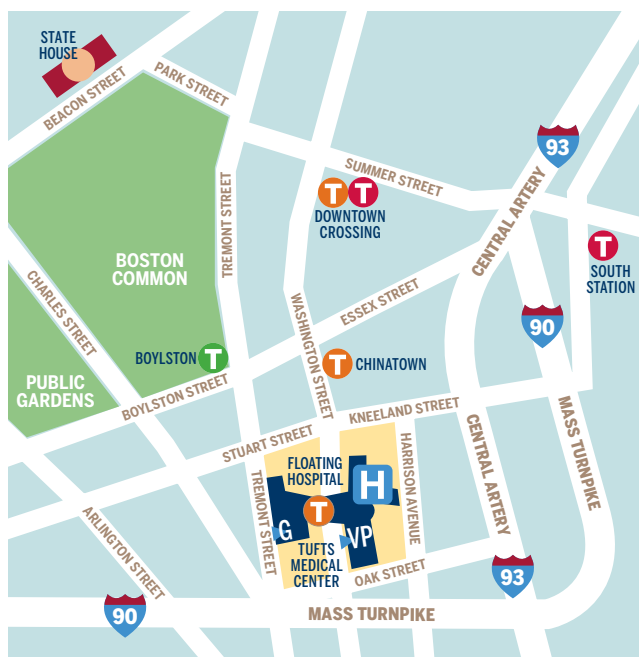 STATE
HOUSE
BEACON STREET
PARK STREET
93
SUMMER STREET
T T
DOWNTOWN
CROSSING
CENTRAL ARTERY
TREMONT STREET
T
SOUTH
STATION
BOSTON
COMMON
CHARLES STREET
WASHINGTON STREET
ESSEX STREET
90
BOYLSTON T
T CHINATOWN
PUBLIC
GARDENS
BOYLSTON STREET
KNEELAND STREET
MASS TURNPIKE
STUART STREET
CENTRAL ARTERY
HARRISON AVENUE
FLOATING
HOSPITAL
H
TREMONT STREET
T
G
VP
TUFTS
MEDICAL
CENTER
ARLINGTON STREET
OAK STREET
93
90
MASS TURNPIKE